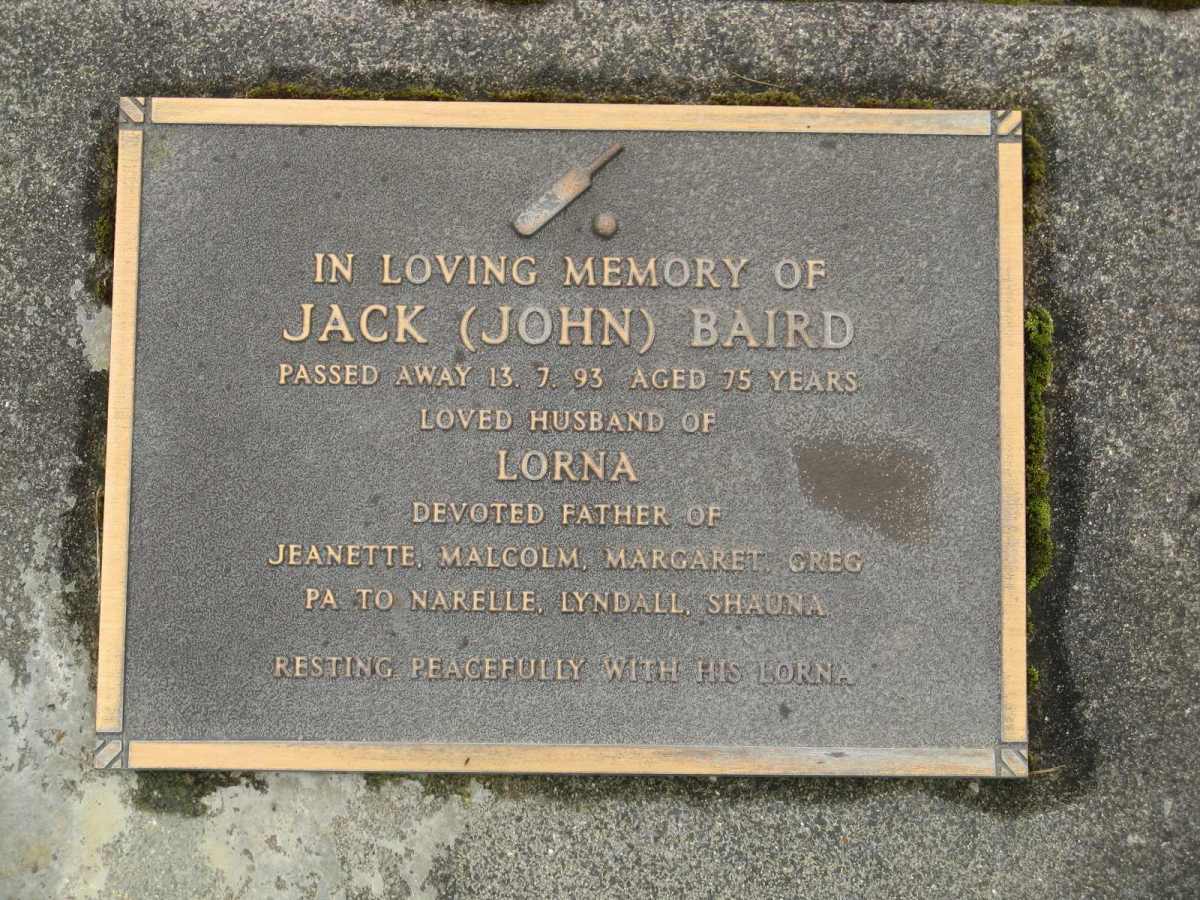 IN LOVING MEMORY OF
JACK (JOHN) BAIRD
PASSED AWAY 13. 7. 93 AGED 75 YEARS
LOVED HUSBAND OF
LORNA
DEVOTED FATHER OF
JEANETTE, MALCOLM, MARGARET, GREG
PA TO NARELLE, LYNDALL, SHAUNA.
RESTING PEACEFULLY WITH HIS LORNA.